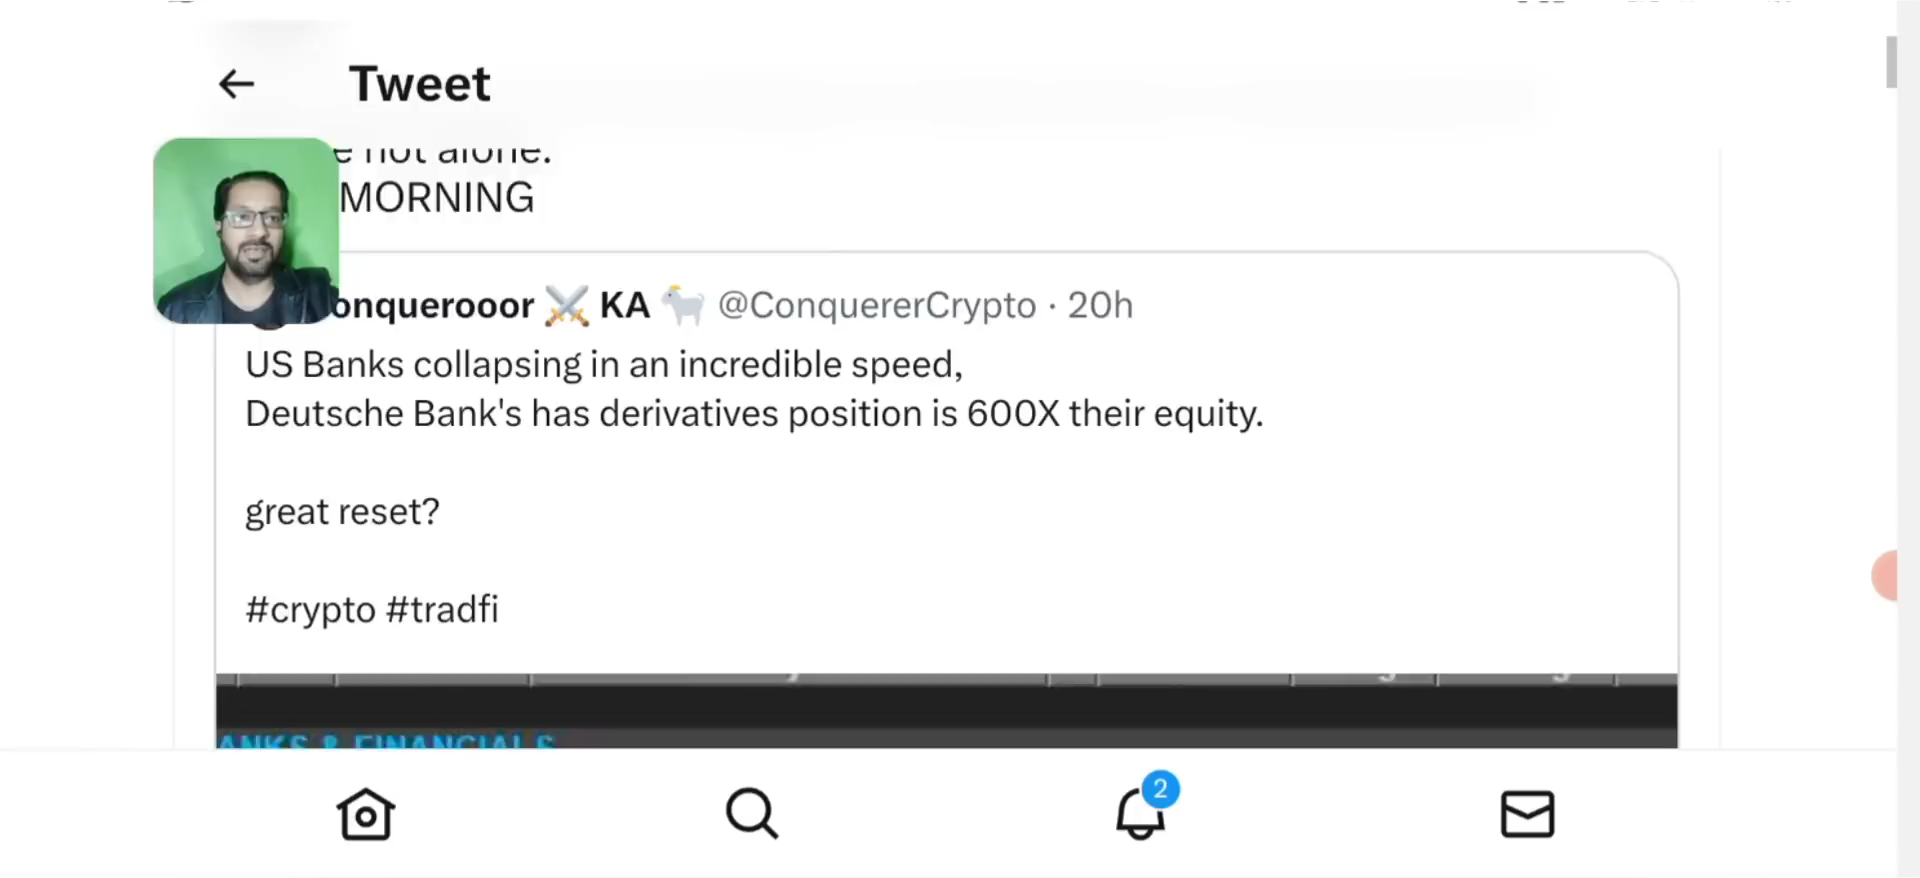 Tweet
e not alone.
MORNING
onquerooor ⚔️ KA 🐐 @ConquererCrypto · 20h
US Banks collapsing in an incredible speed,
Deutsche Bank's has derivatives position is 600X their equity.
great reset?
#crypto #tradfi
ANKS & FINANCIALS
2